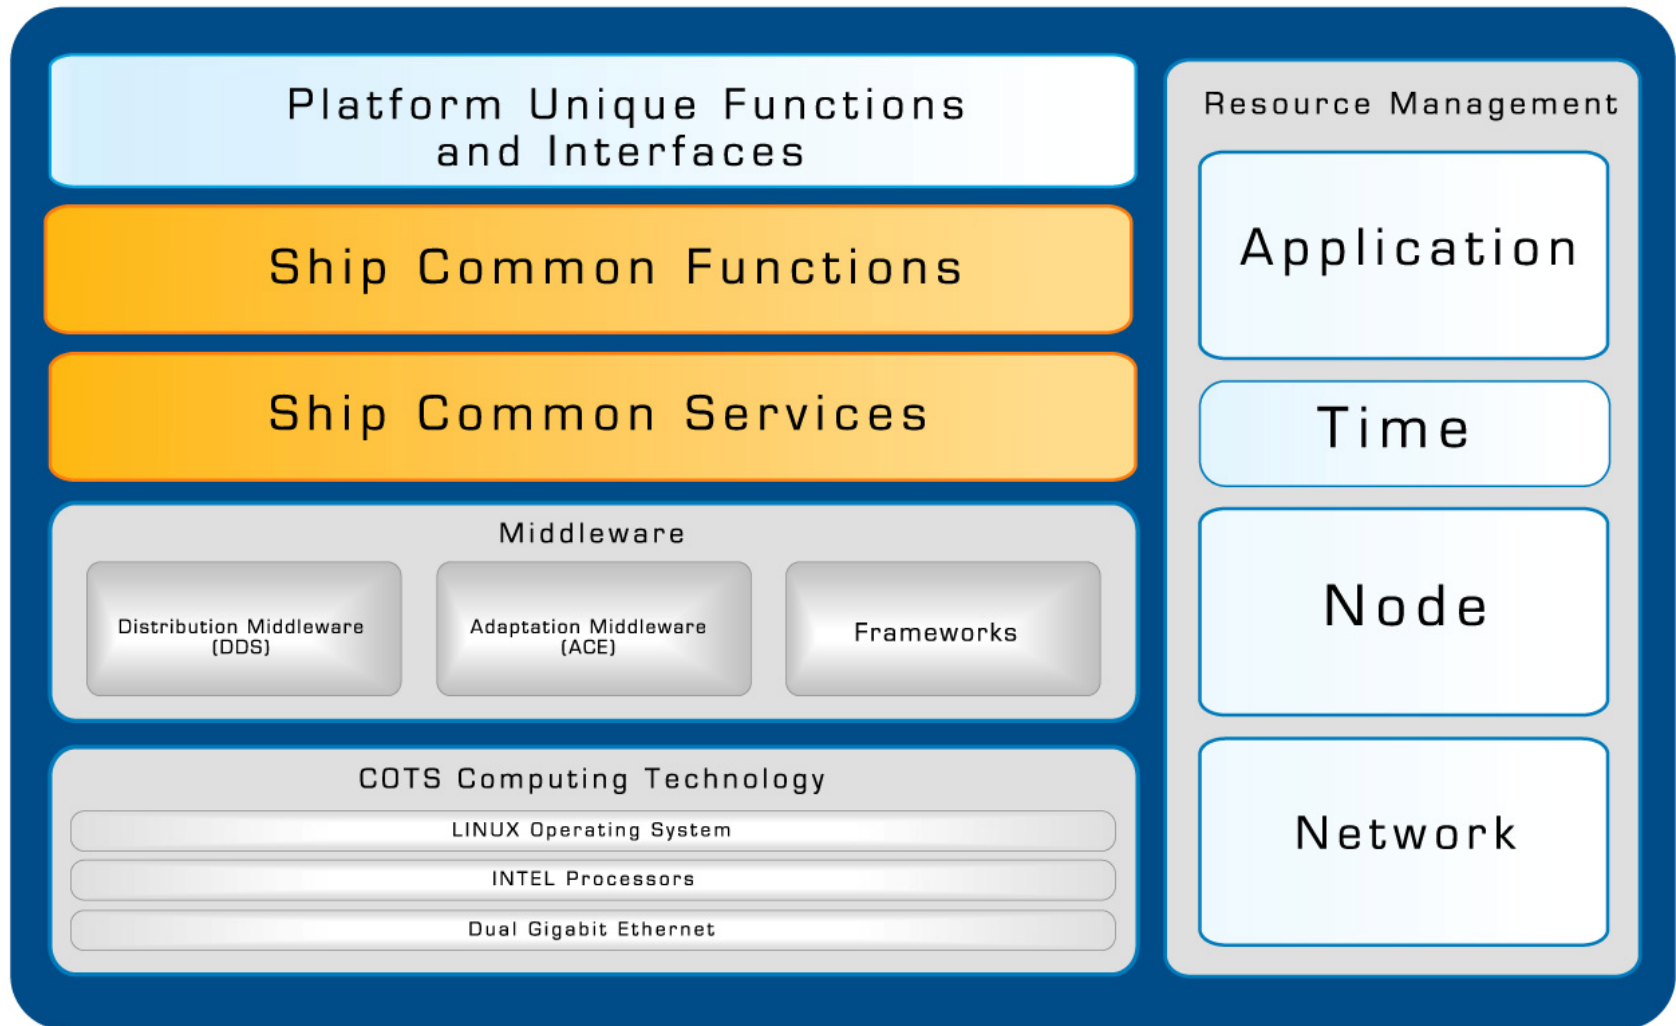 Platform Unique Functions
and Interfaces
Ship Common Functions
Ship Common Services
Middleware
Distribution Middleware
(DDS)
Adaptation Middleware
(ACE)
Frameworks
COTS Computing Technology
LINUX Operating System
INTEL Processors
Dual Gigabit Ethernet
Resource Management
Application
Time
Node
Network